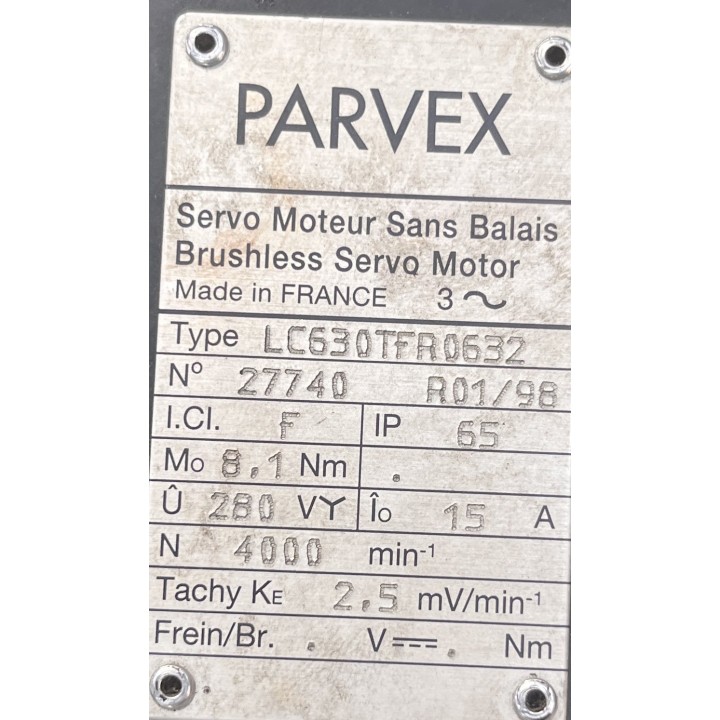 PARVEX
Servo Moteur Sans Balais
Brushless Servo Motor
Made in FRANCE 3 ~
Type LC630TFR0632
N° 27740 R01/98
I.Cl. F IP 65
Mo 8,1 Nm .
Û 280 VY Îo 15 A
N 4000 min-1
Tachy KE 2,5 mV/min-1
Frein/Br. . V⎓ . Nm